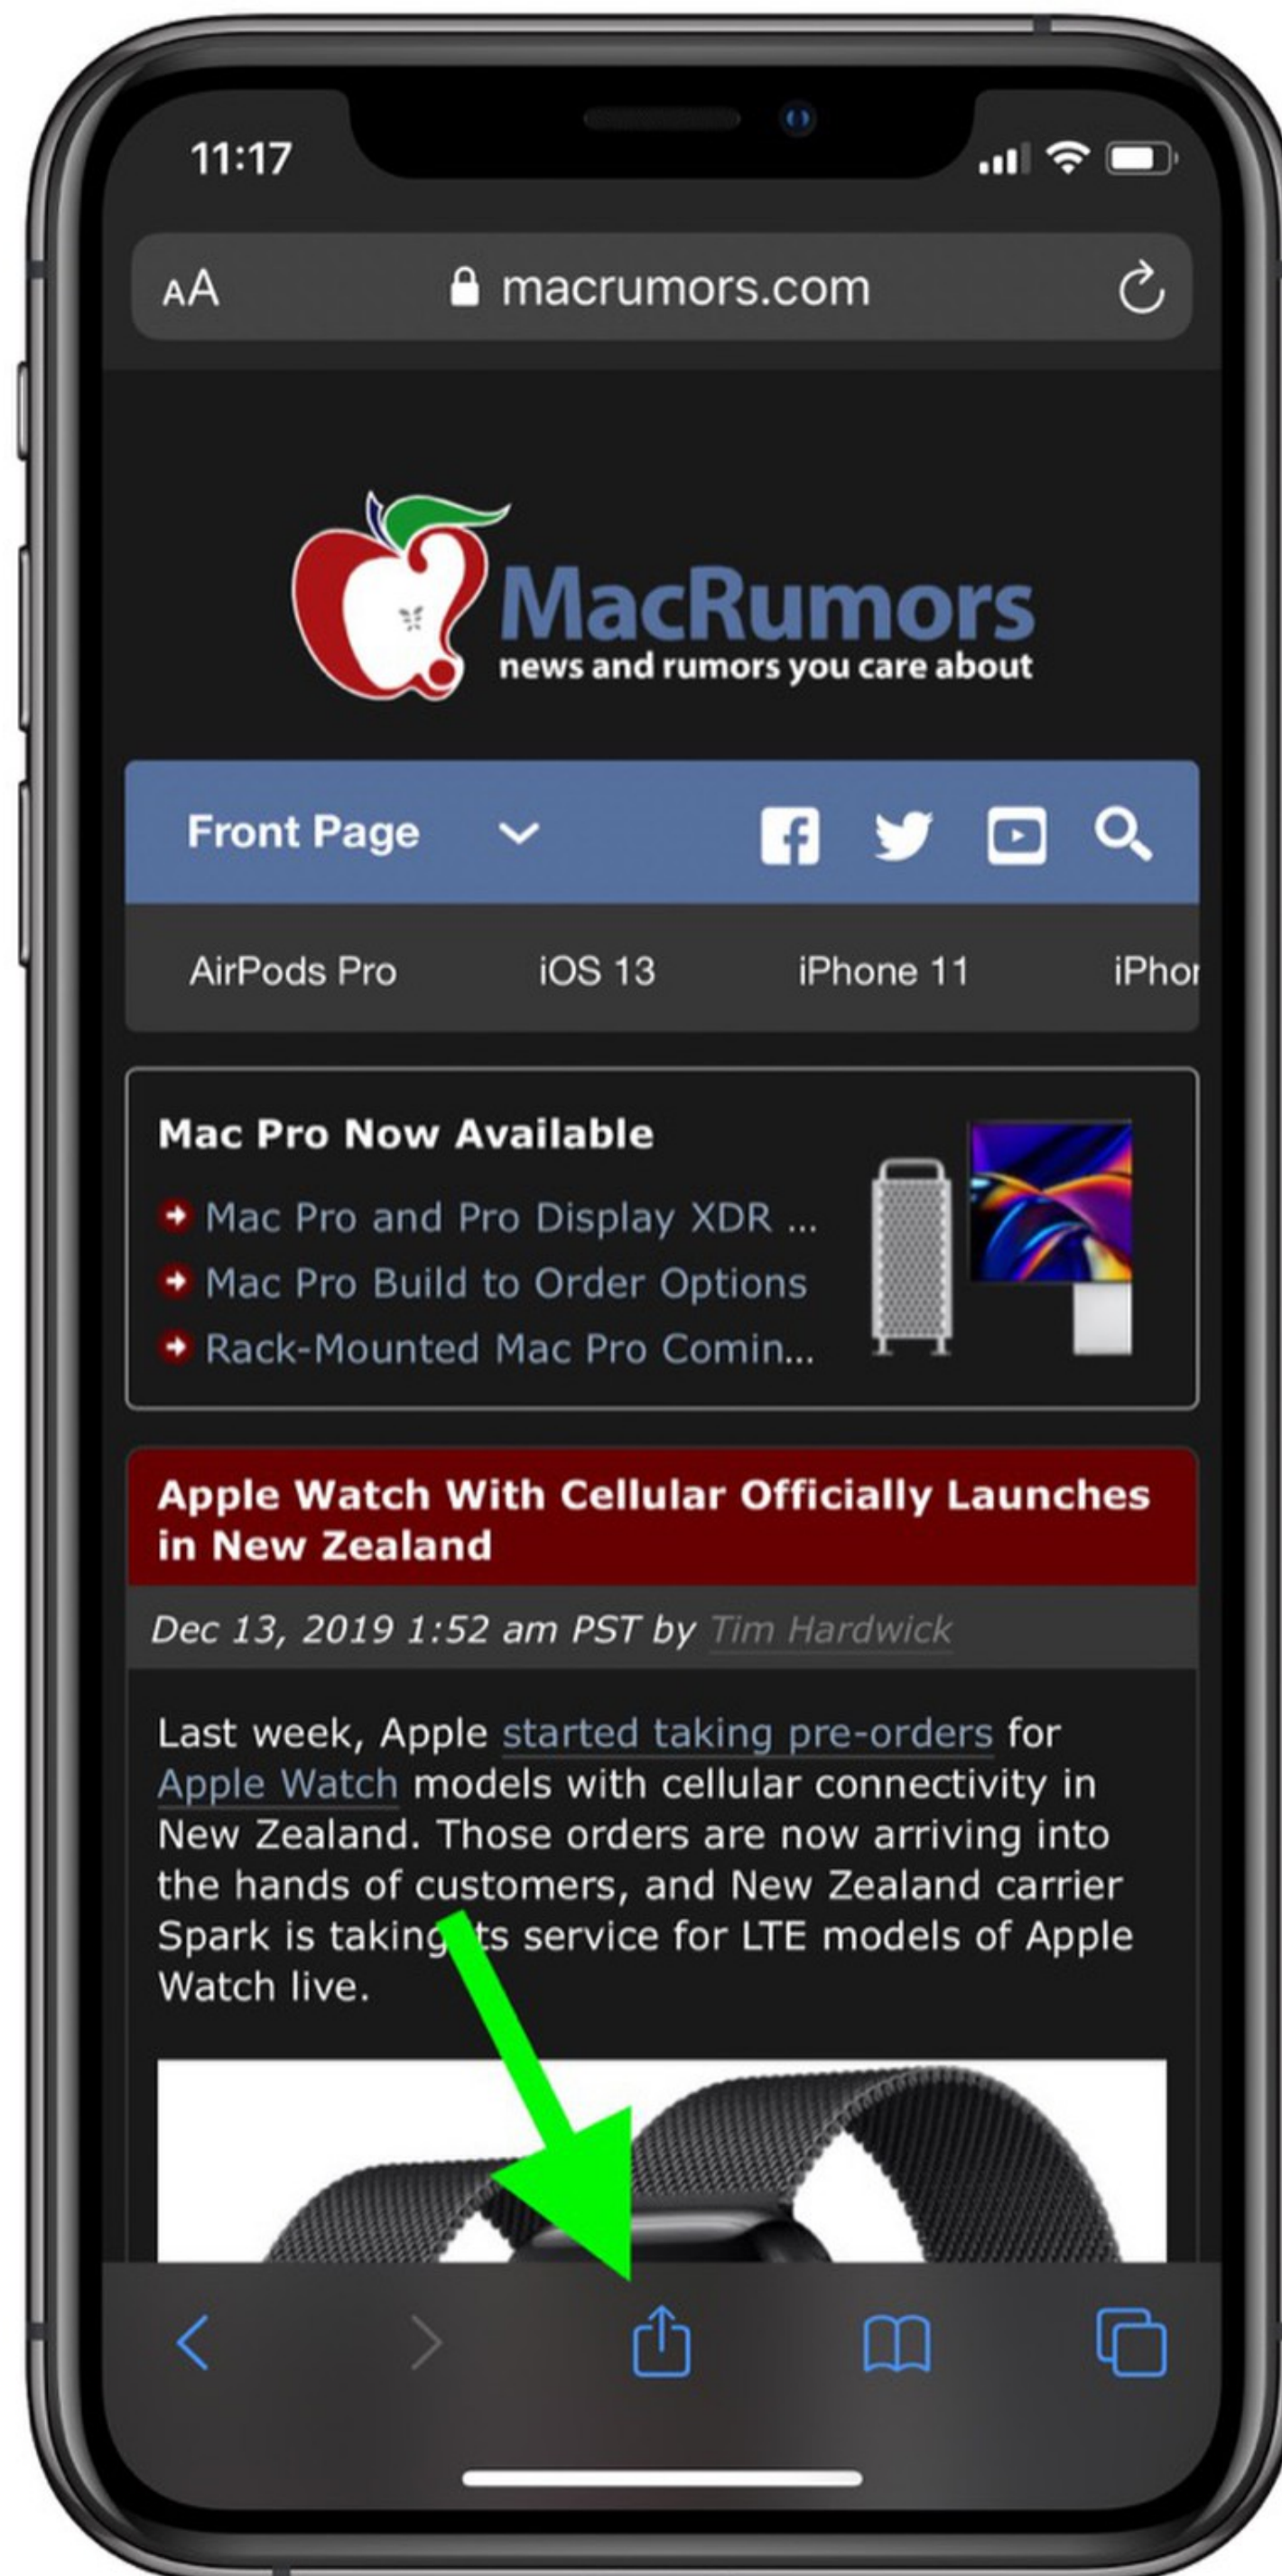 11:17
AA macrumors.com
MacRumors
news and rumors you care about
Front Page
AirPods Pro iOS 13 iPhone 11 iPhor
Mac Pro Now Available
Mac Pro and Pro Display XDR ...
Mac Pro Build to Order Options
Rack-Mounted Mac Pro Comin...
Apple Watch With Cellular Officially Launches
in New Zealand
Dec 13, 2019 1:52 am PST by Tim Hardwick
Last week, Apple started taking pre-orders for
Apple Watch models with cellular connectivity in
New Zealand. Those orders are now arriving into
the hands of customers, and New Zealand carrier
Spark is taking ts service for LTE models of Apple
Watch live.